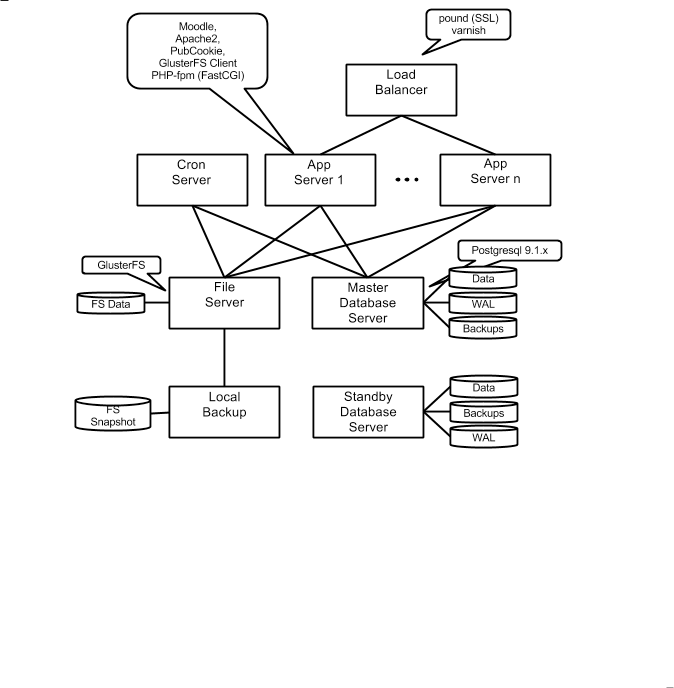 Moodle,
Apache2,
PubCookie,
GlusterFS Client
PHP-fpm (FastCGI)
pound (SSL)
varnish
Load
Balancer
Cron
Server
App
Server 1
...
App
Server n
GlusterFS
FS Data
File
Server
Master
Database
Server
Postgresql 9.1.x
Data
WAL
Backups
FS
Snapshot
Local
Backup
Standby
Database
Server
Data
Backups
WAL